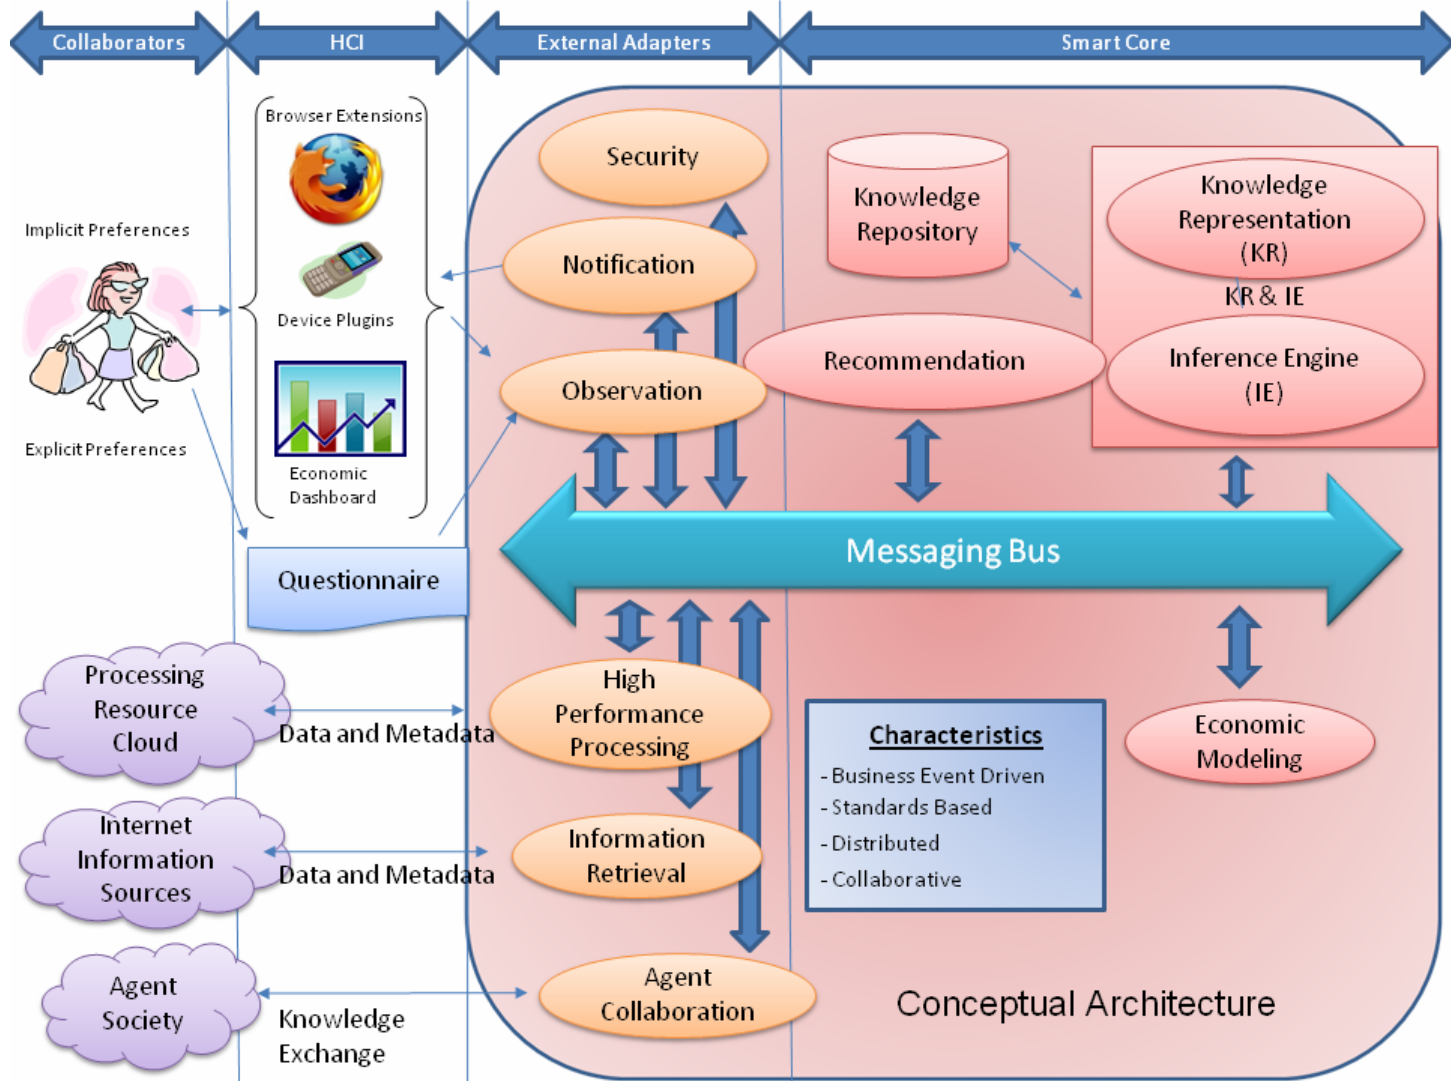 Collaborators
HCI
External Adapters
Smart Core
Browser Extensions
Implicit Preferences
Device Plugins
Explicit Preferences
Economic
Dashboard
Questionnaire
Security
Notification
Observation
Knowledge
Repository
Recommendation
Knowledge
Representation
(KR)
KR & IE
Inference Engine
(IE)
Messaging Bus
Processing
Resource
Cloud
Data and Metadata
High
Performance
Processing
Internet
Information
Sources
Data and Metadata
Information
Retrieval
Agent
Society
Knowledge
Exchange
Agent
Collaboration
Characteristics
- Business Event Driven
- Standards Based
- Distributed
- Collaborative
Economic
Modeling
Conceptual Architecture